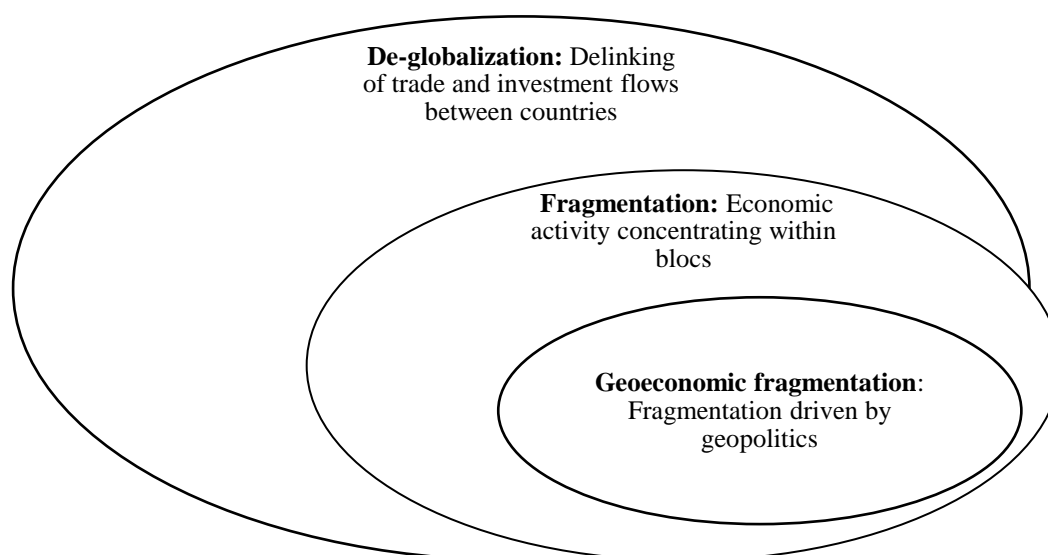 De-globalization: Delinking
of trade and investment flows
between countries
Fragmentation: Economic
activity concentrating within
blocs
Geoeconomic fragmentation:
Fragmentation driven by
geopolitics